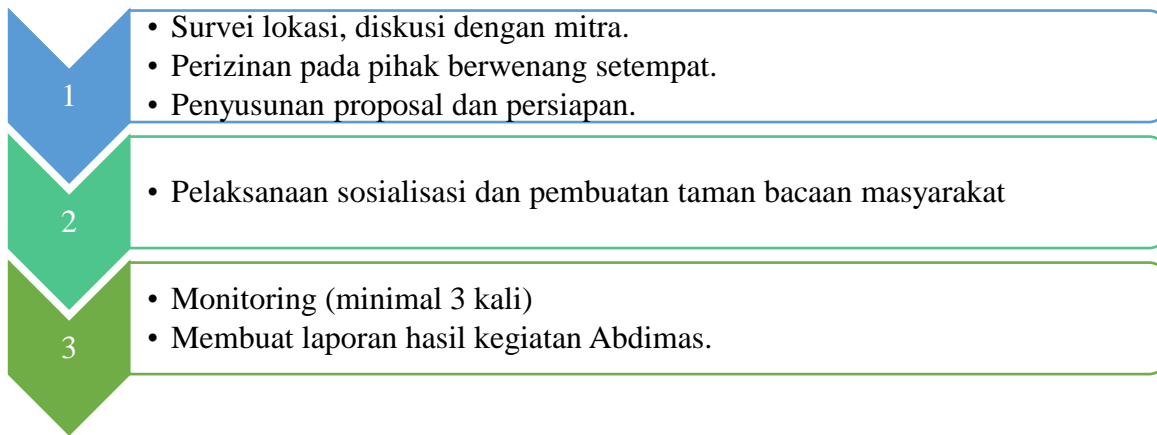 1
• Survei lokasi, diskusi dengan mitra.
• Perizinan pada pihak berwenang setempat.
• Penyusunan proposal dan persiapan.
2
• Pelaksanaan sosialisasi dan pembuatan taman bacaan masyarakat
3
• Monitoring (minimal 3 kali)
• Membuat laporan hasil kegiatan Abdimas.